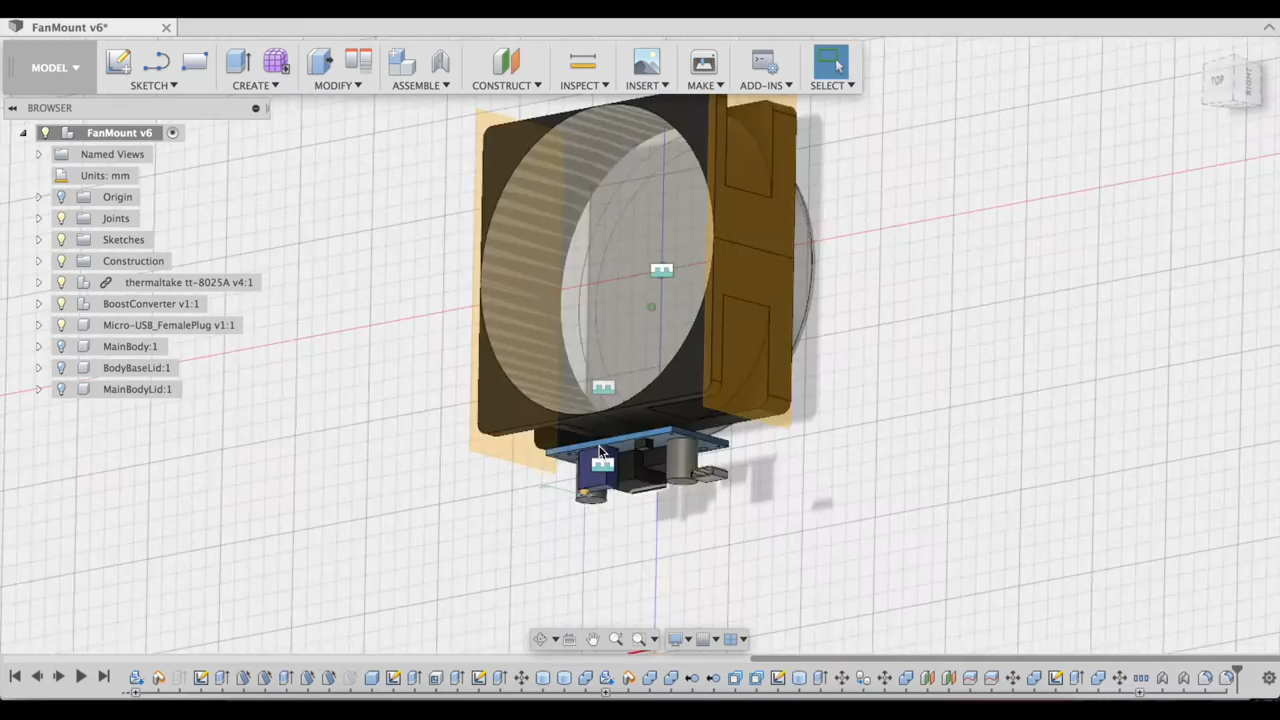 FanMount v6*
MODEL
SKETCH
CREATE
MODIFY
ASSEMBLE
CONSTRUCT
INSPECT
INSERT
MAKE
ADD-INS
SELECT
TOP
RIGHT
BROWSER
FanMount v6
Named Views
Units: mm
Origin
Joints
Sketches
Construction
thermaltake tt-8025A v4:1
BoostConverter v1:1
Micro-USB_FemalePlug v1:1
MainBody:1
BodyBaseLid:1
MainBodyLid:1